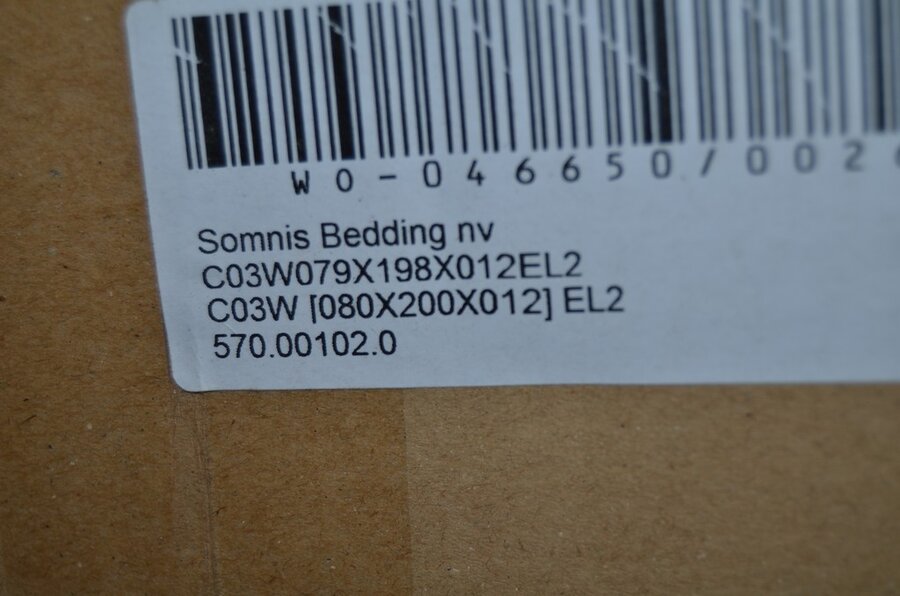 W0-046650/002
Somnis Bedding nv
C03W079X198X012EL2
C03W [080X200X012] EL2
570.00102.0